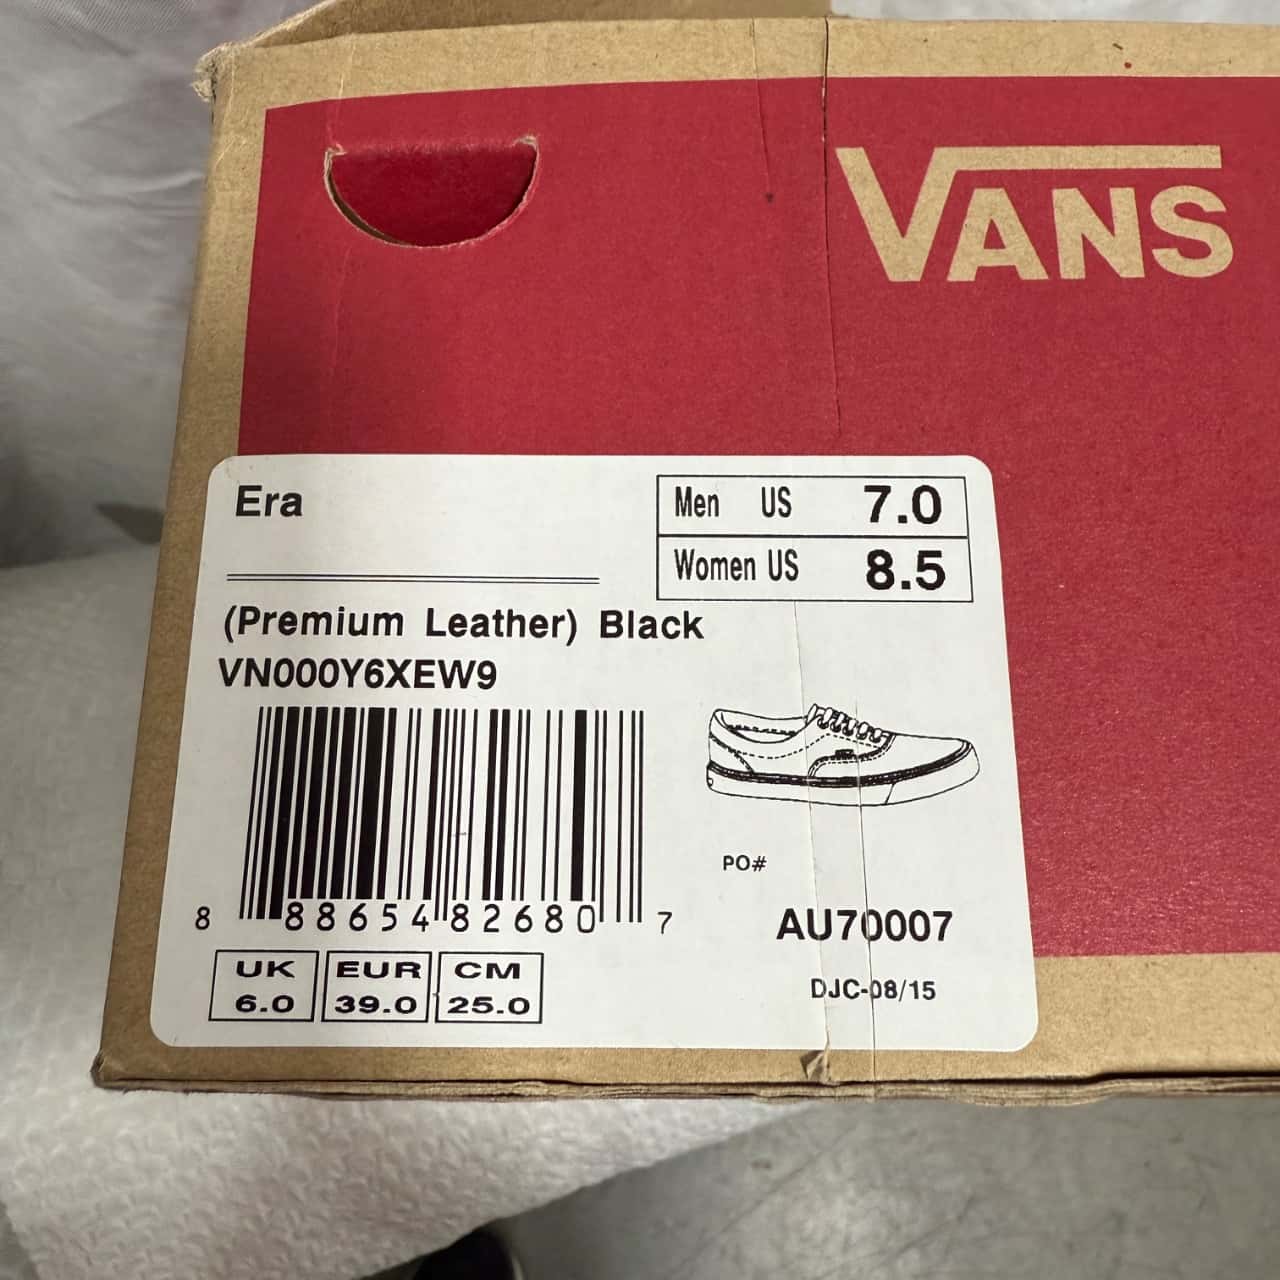 VANS
Era
Men US 7.0
Women US 8.5
(Premium Leather) Black
VN000Y6XEW9
PO#
8 88654 82680 7
AU70007
DJC-08/15
UK EUR CM
6.0 39.0 25.0